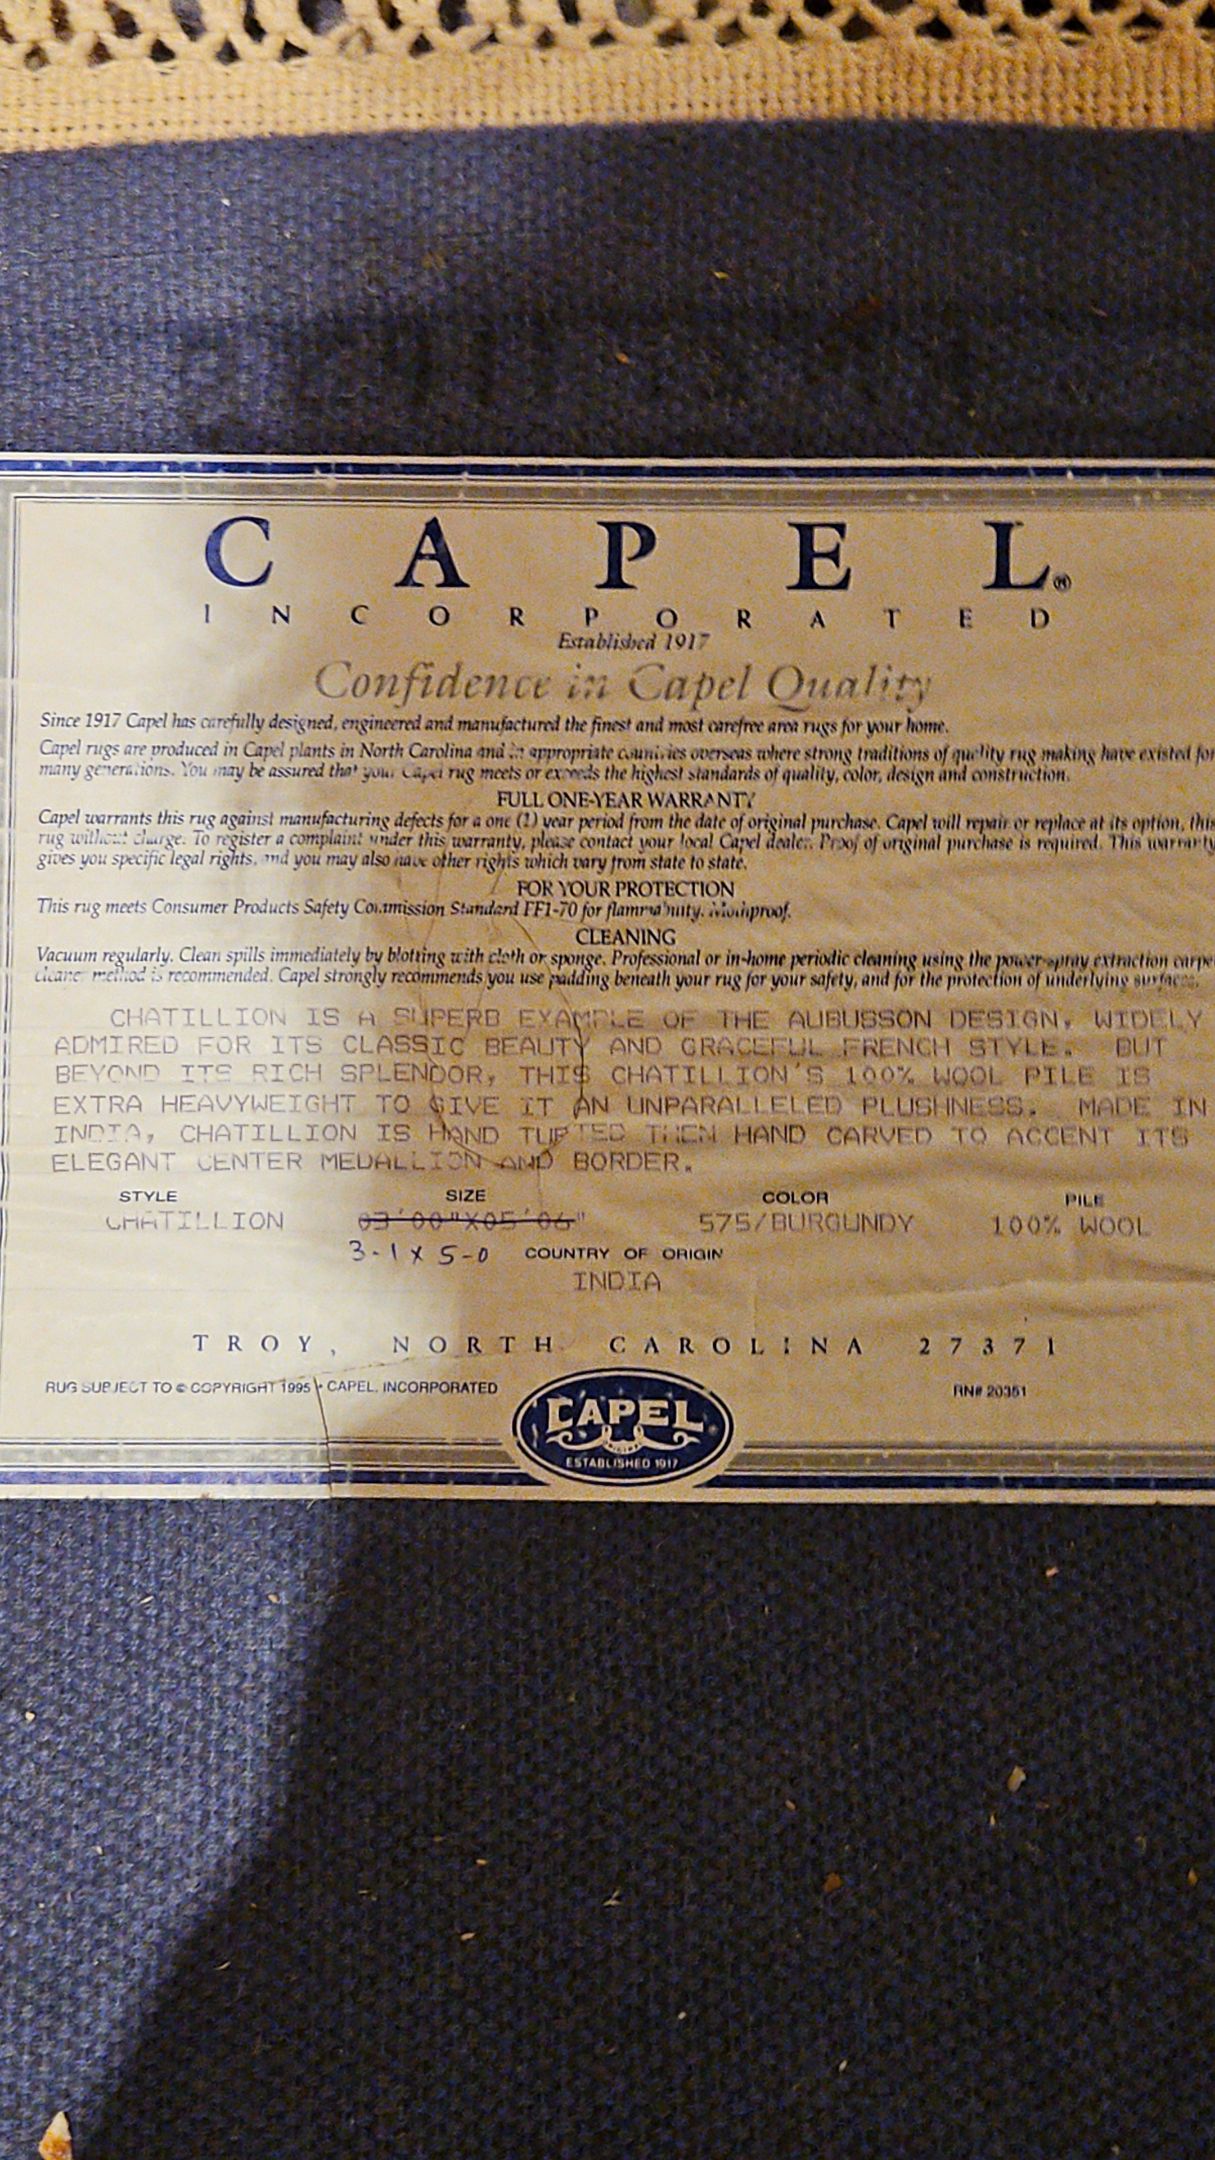 CAPEL®
INCORPORATED
Established 1917
Confidence in Capel Quality
Since 1917 Capel has carefully designed, engineered and manufactured the finest and most carefree area rugs for your home.
Capel rugs are produced in Capel plants in North Carolina and in appropriate countries overseas where strong traditions of quality rug making have existed for
many generations. You may be assured that your Capel rug meets or exceeds the highest standards of quality, color, design and construction.
FULL ONE-YEAR WARRANTY
Capel warrants this rug against manufacturing defects for a one (1) year period from the date of original purchase. Capel will repair or replace at its option, this
rug without charge. To register a complaint under this warranty, please contact your local Capel dealer. Proof of original purchase is required. This warranty
gives you specific legal rights, and you may also have other rights which vary from state to state.
FOR YOUR PROTECTION
This rug meets Consumer Products Safety Commission Standard FF1-70 for flammability. Mothproof.
CLEANING
Vacuum regularly. Clean spills immediately by blotting with cloth or sponge. Professional or in-home periodic cleaning using the power-spray extraction carpe
cleaner method is recommended. Capel strongly recommends you use padding beneath your rug for your safety, and for the protection of underlying surfaces.
CHATILLION IS A SUPERB EXAMPLE OF THE AUBUSSON DESIGN, WIDELY
ADMIRED FOR ITS CLASSIC BEAUTY AND GRACEFUL FRENCH STYLE. BUT
BEYOND ITS RICH SPLENDOR, THIS CHATILLION'S 100% WOOL PILE IS
EXTRA HEAVYWEIGHT TO GIVE IT AN UNPARALLELED PLUSHNESS. MADE IN
INDIA, CHATILLION IS HAND TUFTED THEN HAND CARVED TO ACCENT ITS
ELEGANT CENTER MEDALLION AND BORDER.
STYLE SIZE COLOR PILE
CHATILLION 03'00"X05'06" 575/BURGUNDY 100% WOOL
3-1 X 5-0 COUNTRY OF ORIGIN
INDIA
TROY, NORTH CAROLINA 27371
RUG SUBJECT TO © COPYRIGHT 1995 • CAPEL, INCORPORATED RN# 20351
CAPEL
ORIGINAL
ESTABLISHED 1917